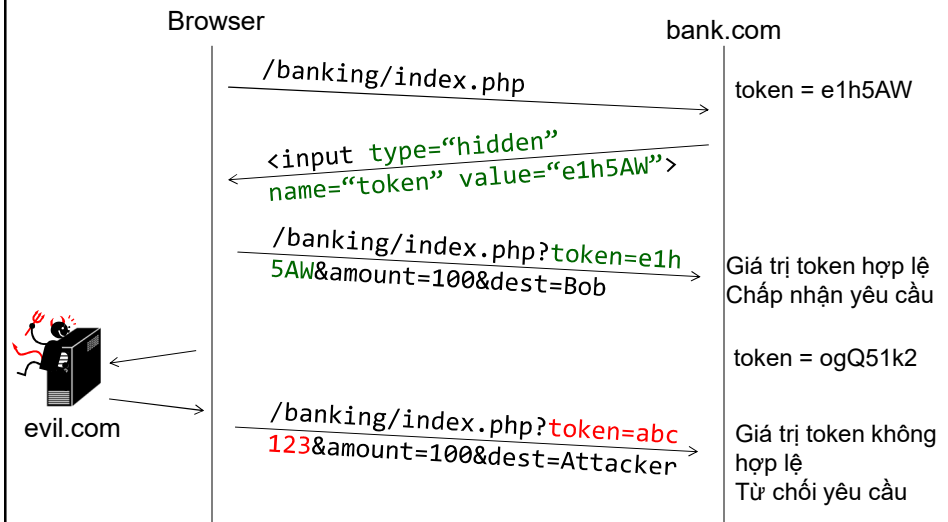 Browser
bank.com
/banking/index.php
token = e1h5AW
<input type=“hidden”
name=“token” value=“e1h5AW”>
/banking/index.php?token=e1h
5AW&amount=100&dest=Bob
Giá trị token hợp lệ
Chấp nhận yêu cầu
token = ogQ51k2
evil.com
/banking/index.php?token=abc
123&amount=100&dest=Attacker
Giá trị token không
hợp lệ
Từ chối yêu cầu